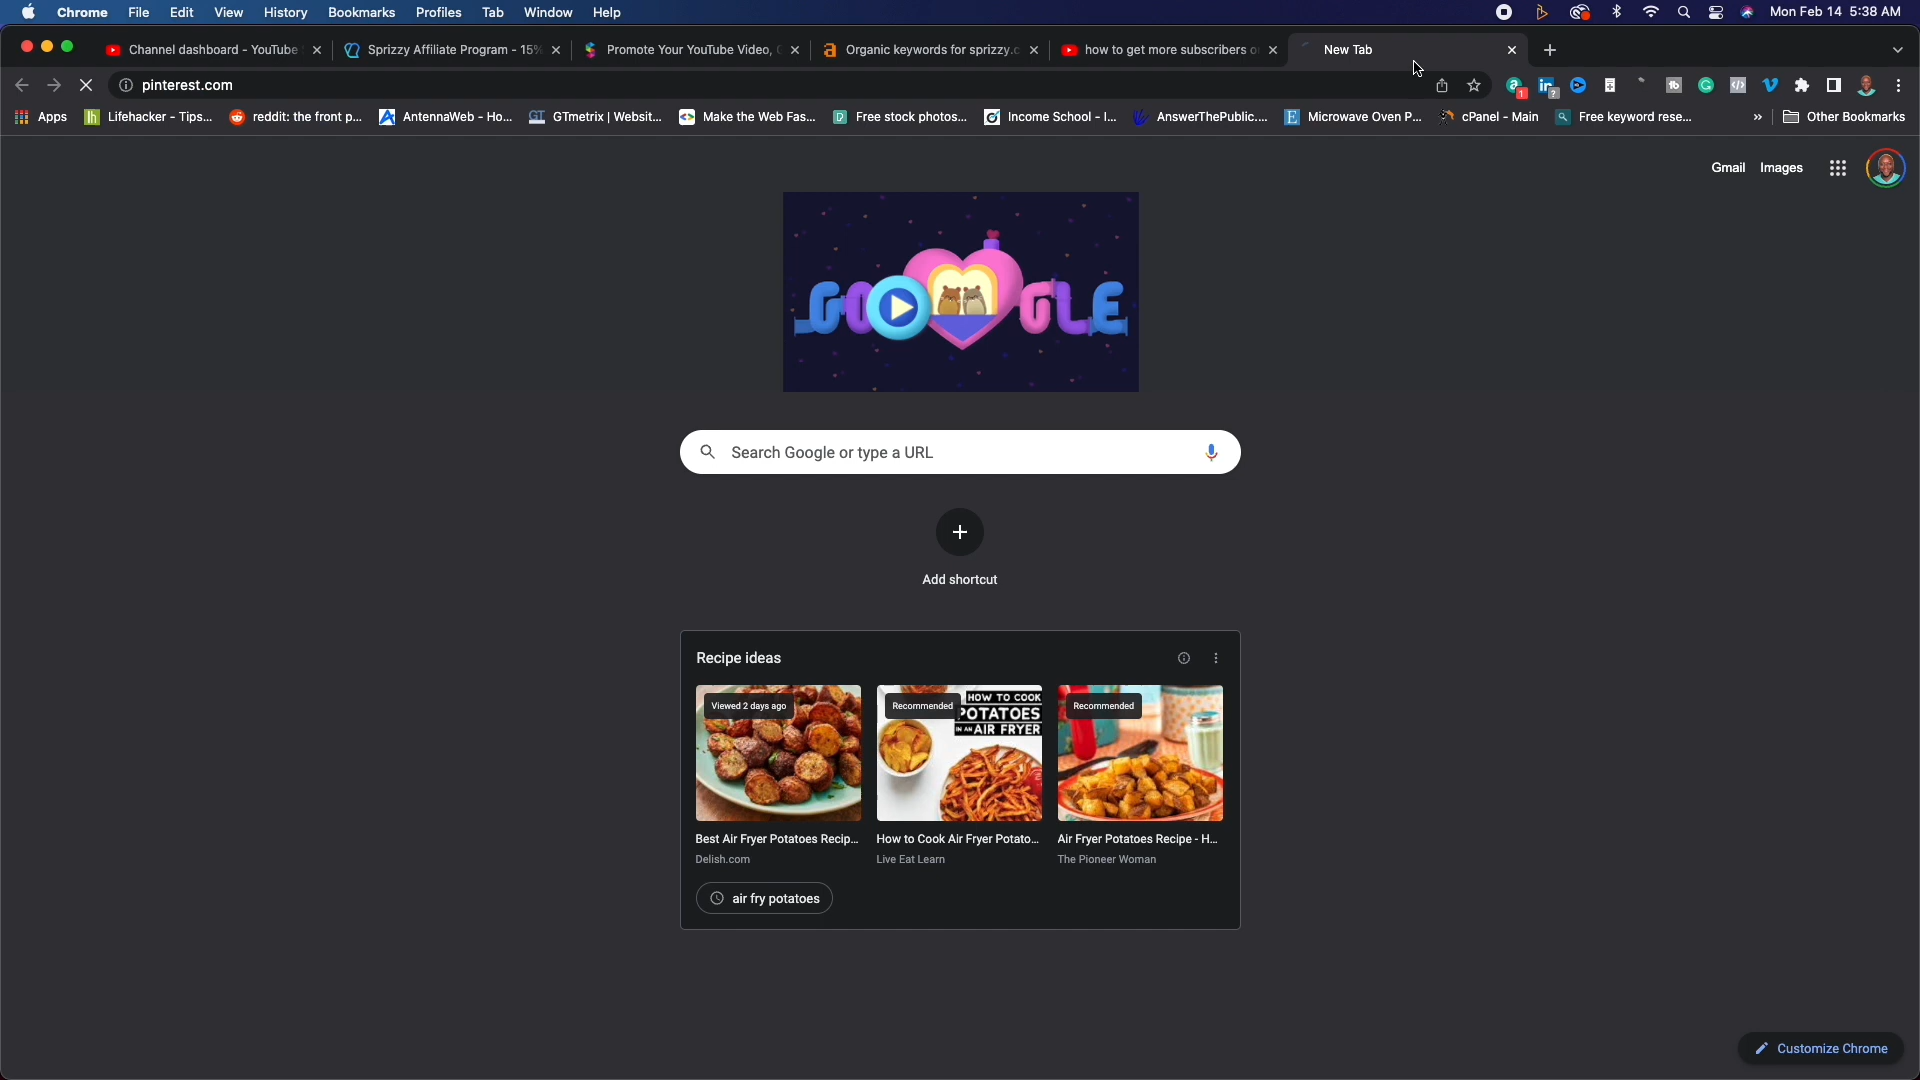 Chrome File Edit View History Bookmarks Profiles Tab Window Help Mon Feb 14 5:38 AM
Channel dashboard - YouTube Sprizzy Affiliate Program - 15% Promote Your YouTube Video, Organic keywords for sprizzy.c how to get more subscribers o New Tab
pinterest.com
Apps Lifehacker - Tips... reddit: the front p... AntennaWeb - Ho... GTmetrix | Websit... Make the Web Fas... Free stock photos... Income School - I... AnswerThePublic.... Microwave Oven P... cPanel - Main Free keyword rese... » Other Bookmarks
Gmail Images
GOOGLE
Search Google or type a URL
Add shortcut
Recipe ideas
Viewed 2 days ago Recommended Recommended
HOW TO COOK
POTATOES
IN AN AIR FRYER
Best Air Fryer Potatoes Recip... How to Cook Air Fryer Potato... Air Fryer Potatoes Recipe - H...
Delish.com Live Eat Learn The Pioneer Woman
air fry potatoes
Customize Chrome